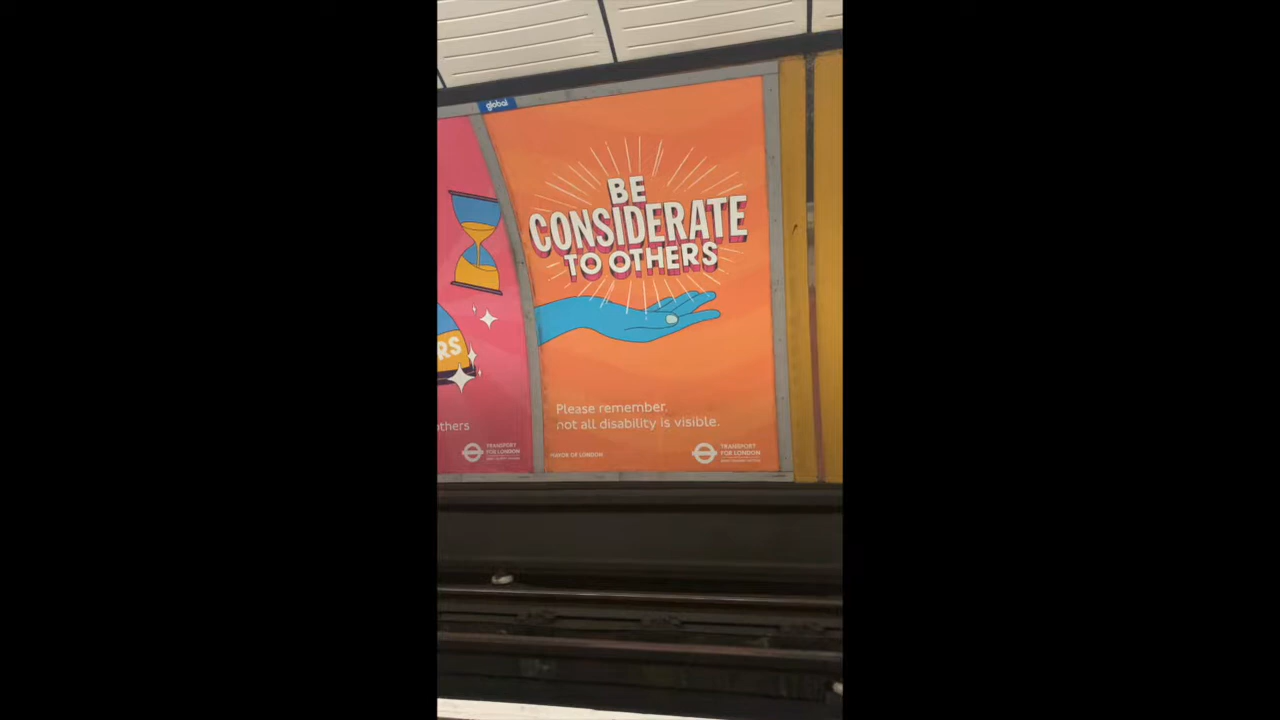 global
BE
CONSIDERATE
TO OTHERS
Please remember,
not all disability is visible.
MAYOR OF LONDON
TRANSPORT
FOR LONDON
RS
others
TRANSPORT
FOR LONDON